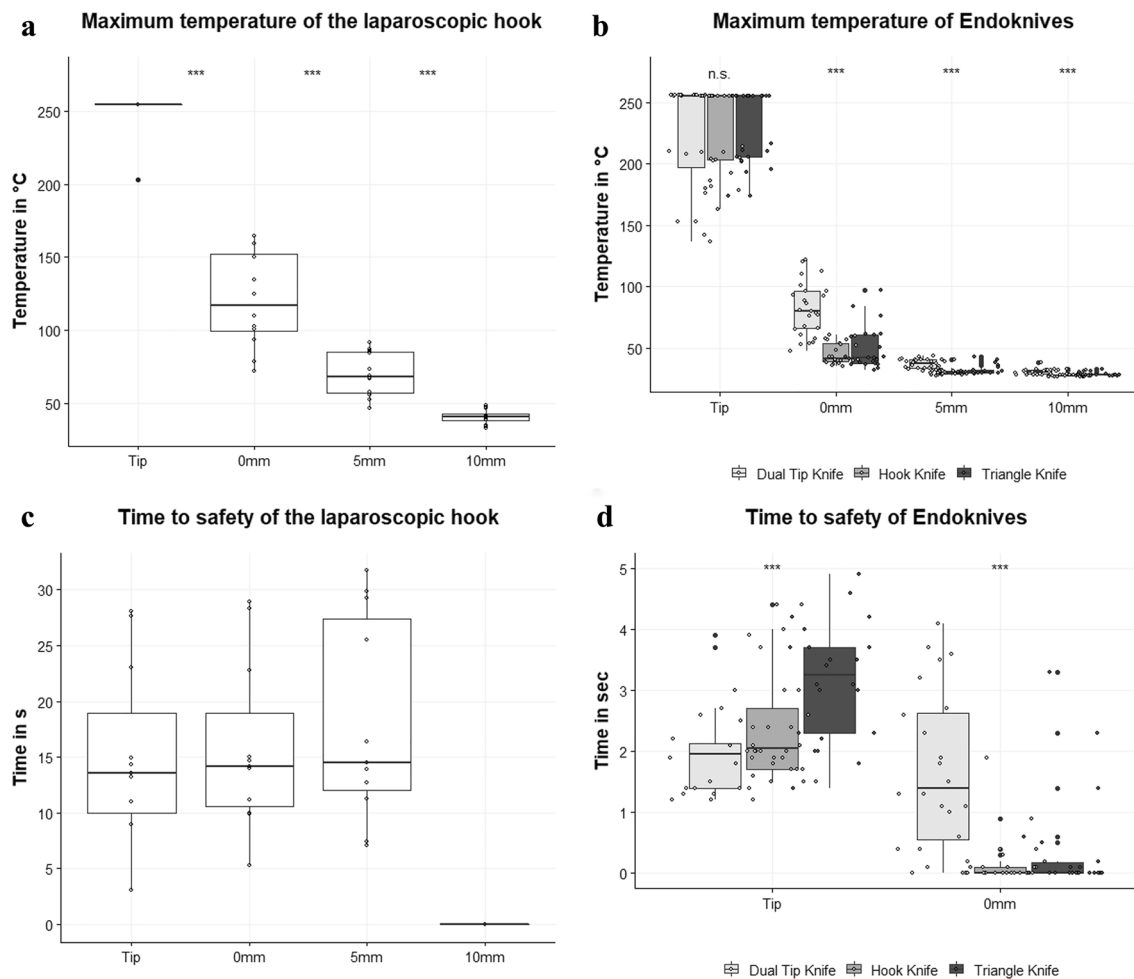 a Maximum temperature of the laparoscopic hook
*** *** ***
Temperature in °C
250
200
150
100
50
Tip 0mm 5mm 10mm
b Maximum temperature of Endoknives
n.s. *** *** ***
Temperature in °C
250
200
150
100
50
Tip 0mm 5mm 10mm
Dual Tip Knife Hook Knife Triangle Knife
c Time to safety of the laparoscopic hook
Time in s
30
25
20
15
10
5
0
Tip 0mm 5mm 10mm
d Time to safety of Endoknives
*** ***
Time in sec
5
4
3
2
1
0
Tip 0mm
Dual Tip Knife Hook Knife Triangle Knife